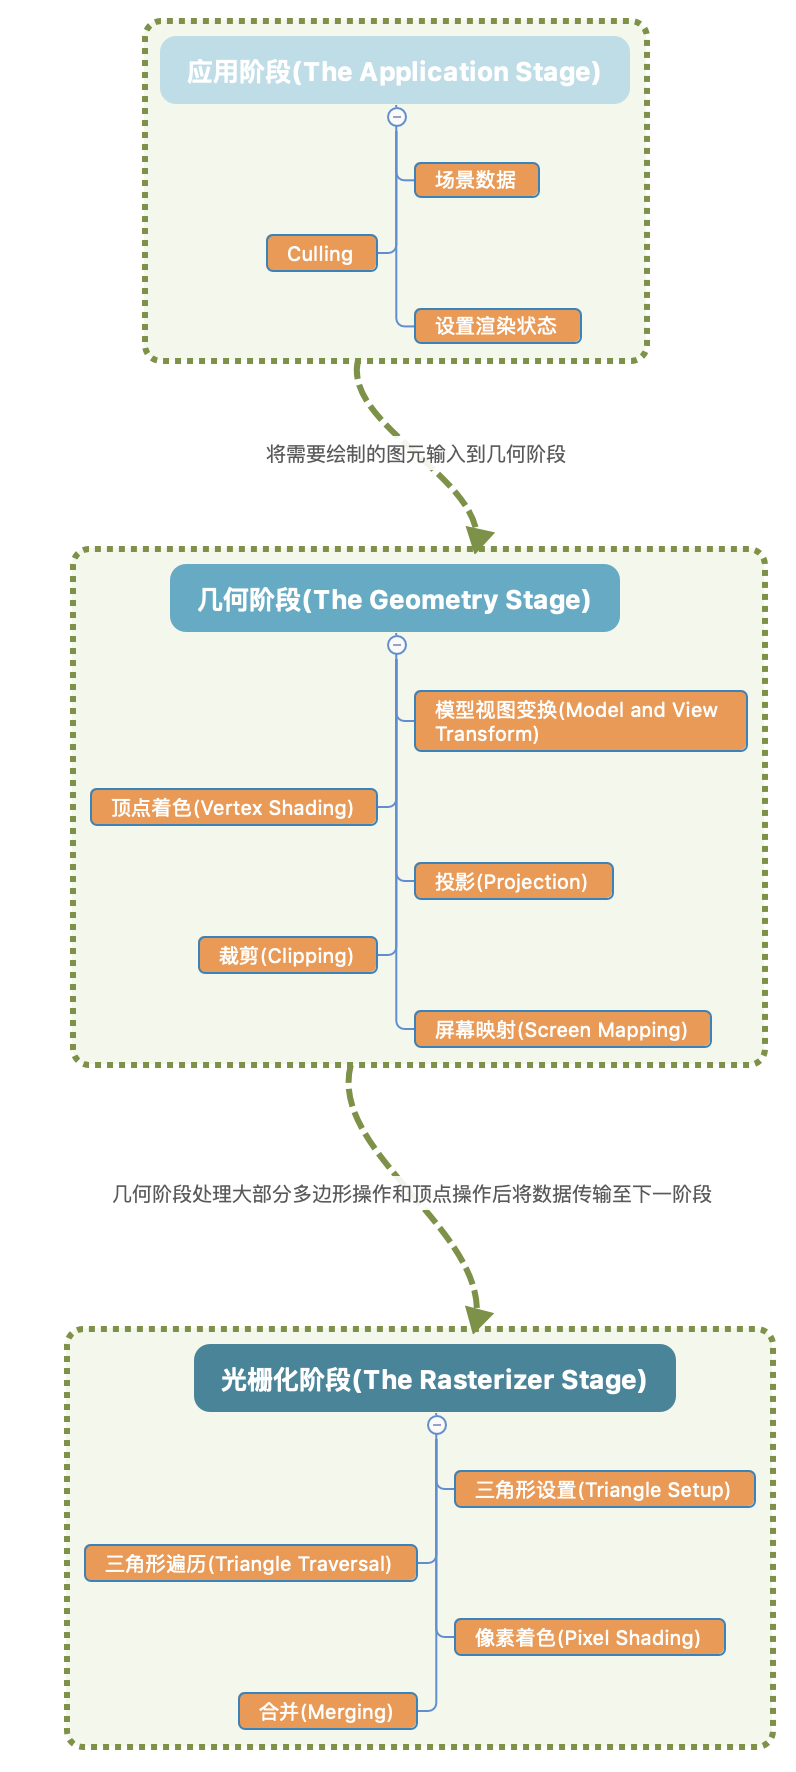 应用阶段(The Application Stage)
场景数据
Culling
设置渲染状态
将需要绘制的图元输入到几何阶段
几何阶段(The Geometry Stage)
模型视图变换(Model and View
Transform)
顶点着色(Vertex Shading)
投影(Projection)
裁剪(Clipping)
屏幕映射(Screen Mapping)
几何阶段处理大部分多边形操作和顶点操作后将数据传输至下一阶段
光栅化阶段(The Rasterizer Stage)
三角形设置(Triangle Setup)
三角形遍历(Triangle Traversal)
像素着色(Pixel Shading)
合并(Merging)